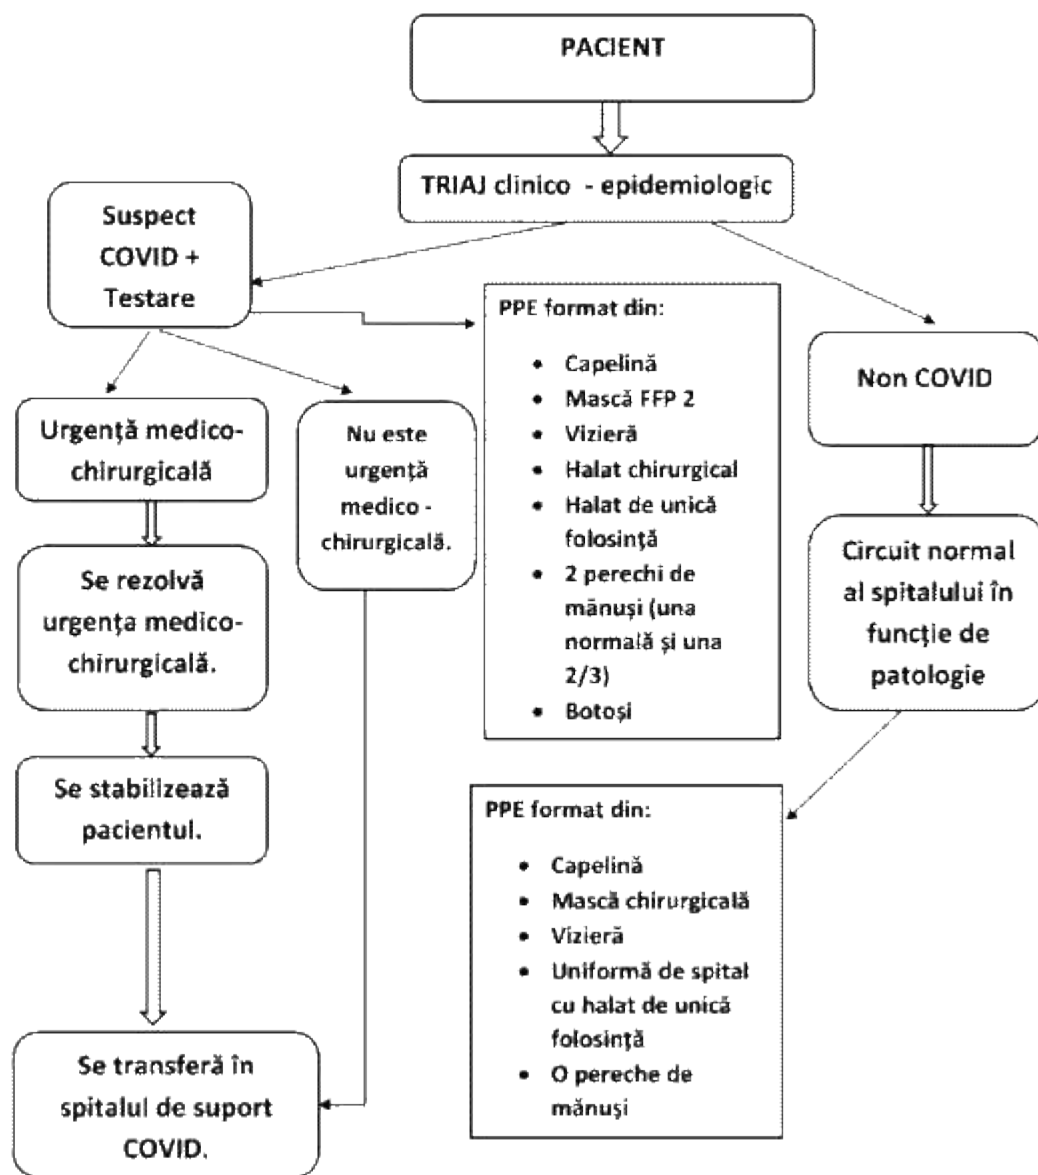 PACIENT
TRIAJ clinico - epidemiologic
Suspect
COVID +
Testare
Urgență medico-
chirurgicală
Se rezolvă
urgența medico-
chirurgicală.
Se stabilizează
pacientul.
Se transferă în
spitalul de suport
COVID.
Nu este
urgență
medico -
chirurgicală.
PPE format din:
• Capelină
• Mască FFP 2
• Vizieră
• Halat chirurgical
• Halat de unică
folosință
• 2 perechi de
mănuși (una
normală și una
2/3)
• Botoși
Non COVID
Circuit normal
al spitalului în
funcție de
patologie
PPE format din:
• Capelină
• Mască chirurgicală
• Vizieră
• Uniformă de spital
cu halat de unică
folosință
• O pereche de
mănuși